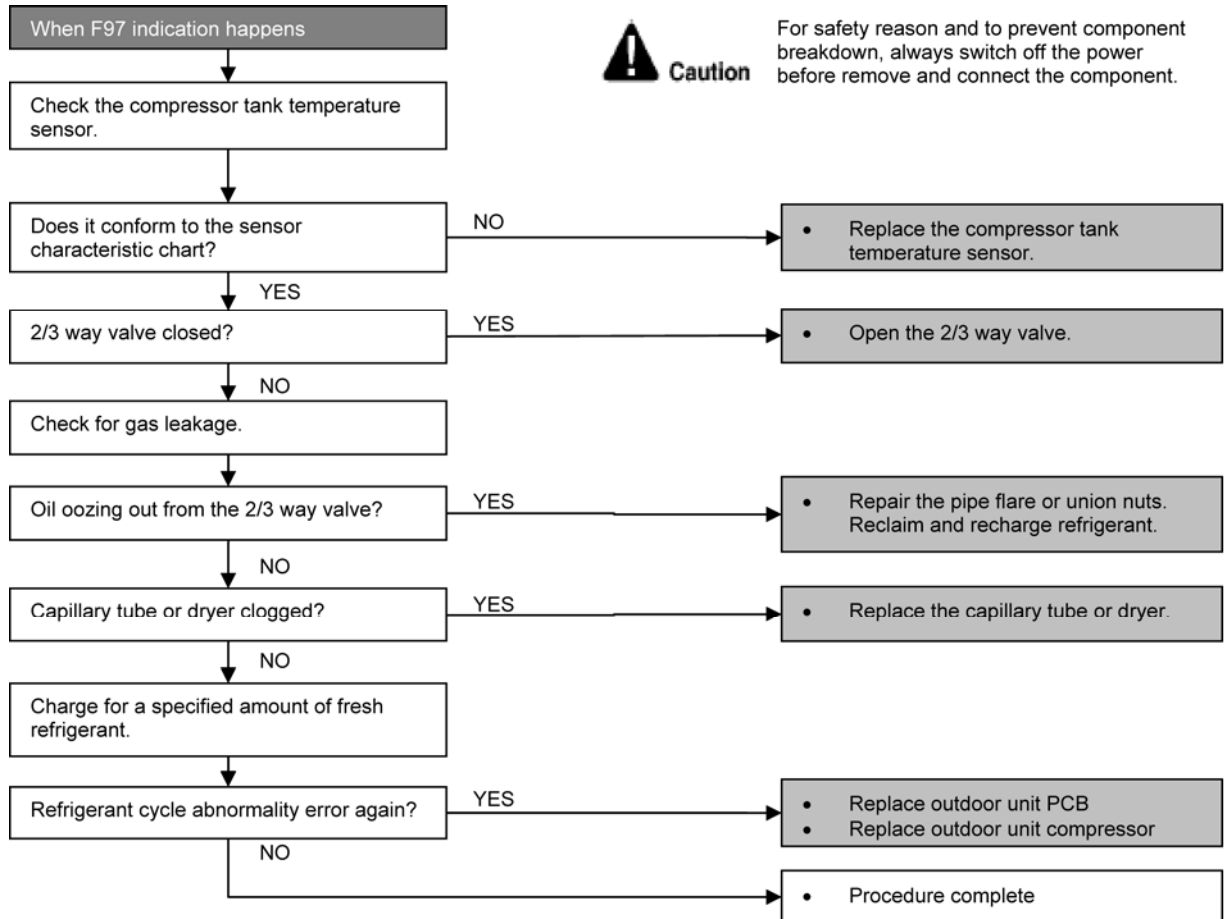 When F97 indication happens
Caution
For safety reason and to prevent component
breakdown, always switch off the power
before remove and connect the component.
Check the compressor tank temperature
sensor.
Does it conform to the sensor
characteristic chart?
NO
• Replace the compressor tank
temperature sensor.
YES
2/3 way valve closed?
YES
• Open the 2/3 way valve.
NO
Check for gas leakage.
Oil oozing out from the 2/3 way valve?
YES
• Repair the pipe flare or union nuts.
Reclaim and recharge refrigerant.
NO
Capillary tube or dryer clogged?
YES
• Replace the capillary tube or dryer.
NO
Charge for a specified amount of fresh
refrigerant.
Refrigerant cycle abnormality error again?
YES
• Replace outdoor unit PCB
• Replace outdoor unit compressor
NO
• Procedure complete